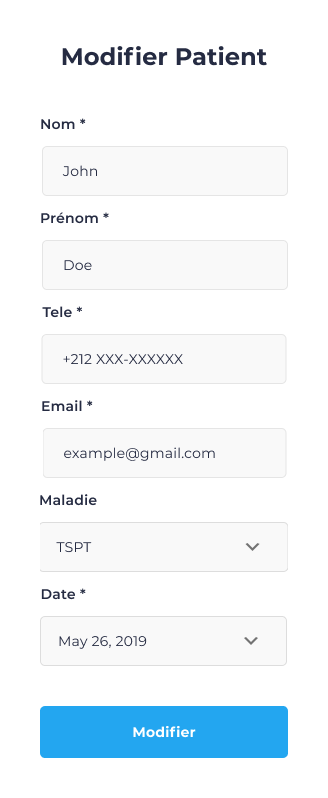 Modifier Patient
Nom *
John
Prénom *
Doe
Tele *
+212 XXX-XXXXXX
Email *
example@gmail.com
Maladie
TSPT
Date *
May 26, 2019
Modifier